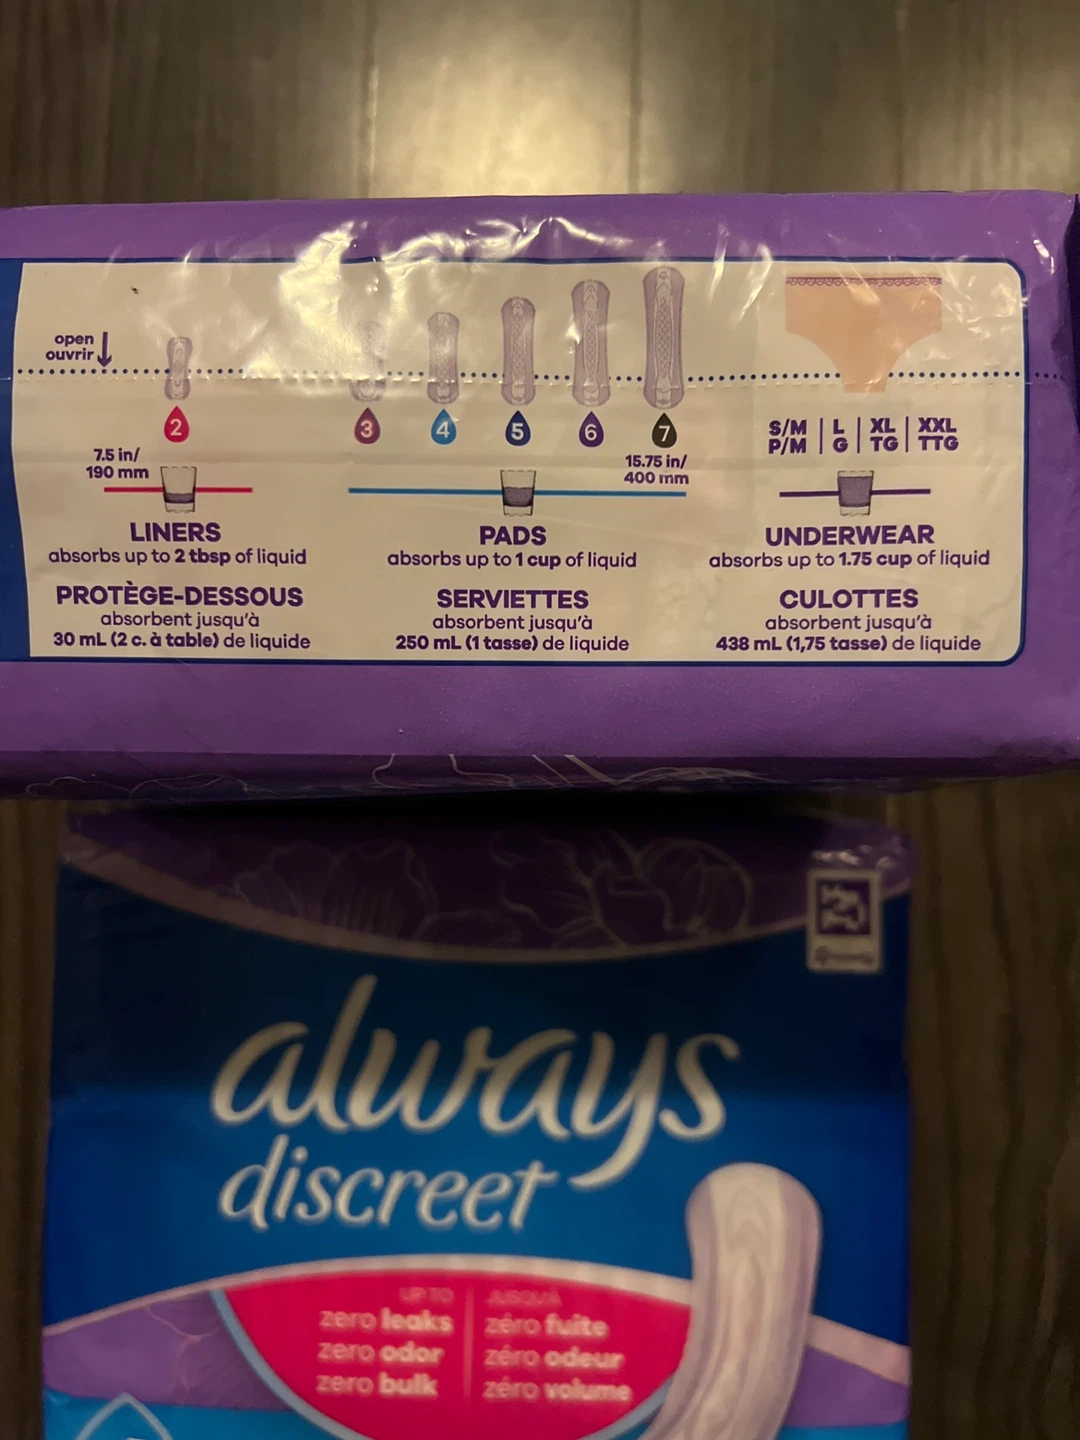 open
ouvrir
2
3
4
5
6
7
7.5 in/
190 mm
15.75 in/
400 mm
S/M | L | XL | XXL
P/M | G | TG | TTG
LINERS
absorbs up to 2 tbsp of liquid
PROTÈGE-DESSOUS
absorbent jusqu'à
30 mL (2 c. à table) de liquide
PADS
absorbs up to 1 cup of liquid
SERVIETTES
absorbent jusqu'à
250 mL (1 tasse) de liquide
UNDERWEAR
absorbs up to 1.75 cup of liquid
CULOTTES
absorbent jusqu'à
438 mL (1,75 tasse) de liquide
always
discreet
UP TO
zero leaks
zero odor
zero bulk
JUSQU'À
zéro fuite
zéro odeur
zéro volume